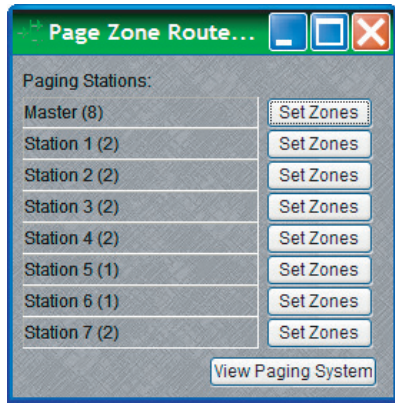 Page Zone Route...
Paging Stations:
Master (8) Set Zones
Station 1 (2) Set Zones
Station 2 (2) Set Zones
Station 3 (2) Set Zones
Station 4 (2) Set Zones
Station 5 (1) Set Zones
Station 6 (1) Set Zones
Station 7 (2) Set Zones
View Paging System